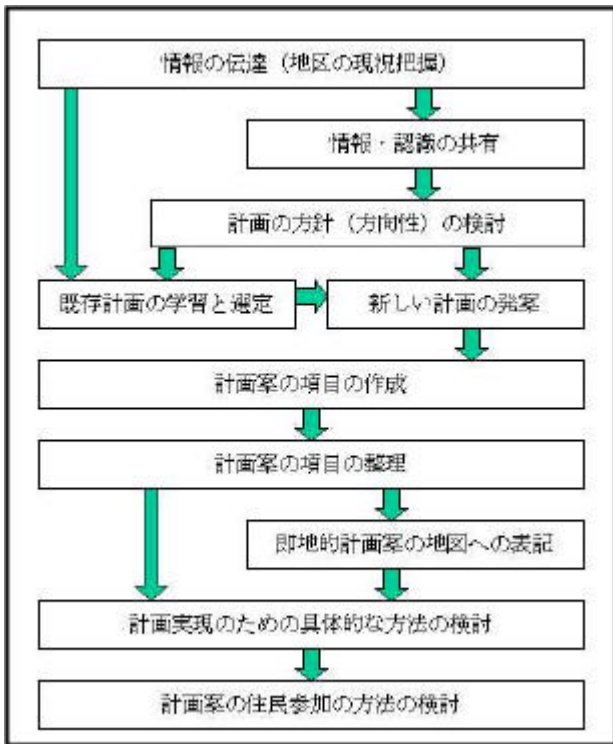 情報の伝達（地区の現況把握）
情報・認識の共有
計画の方針（方向性）の検討
既存計画の学習と選定
新しい計画の発案
計画案の項目の作成
計画案の項目の整理
即地的計画案の地図への表記
計画実現のための具体的な方法の検討
計画案の住民参加の方法の検討